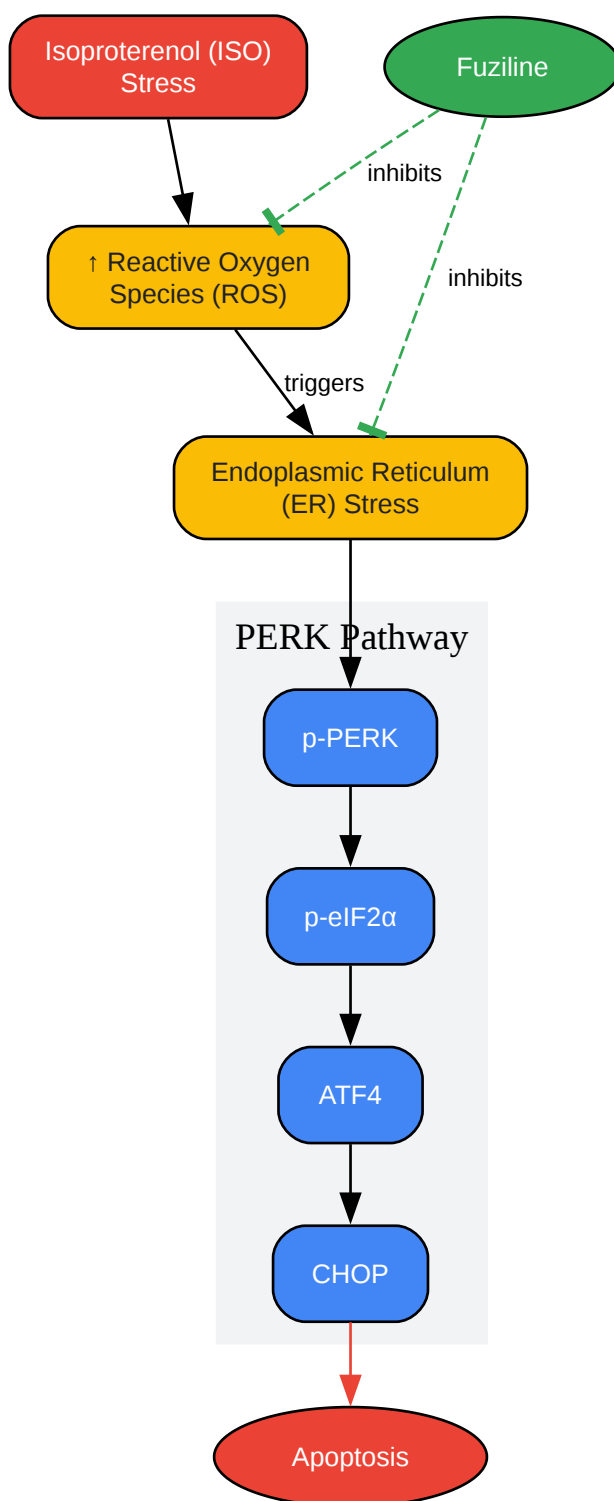 Isoproterenol (ISO)
Stress
Fuziline
inhibits
↑ Reactive Oxygen
Species (ROS)
inhibits
triggers
Endoplasmic Reticulum
(ER) Stress
PERK Pathway
p-PERK
p-eIF2α
ATF4
CHOP
Apoptosis